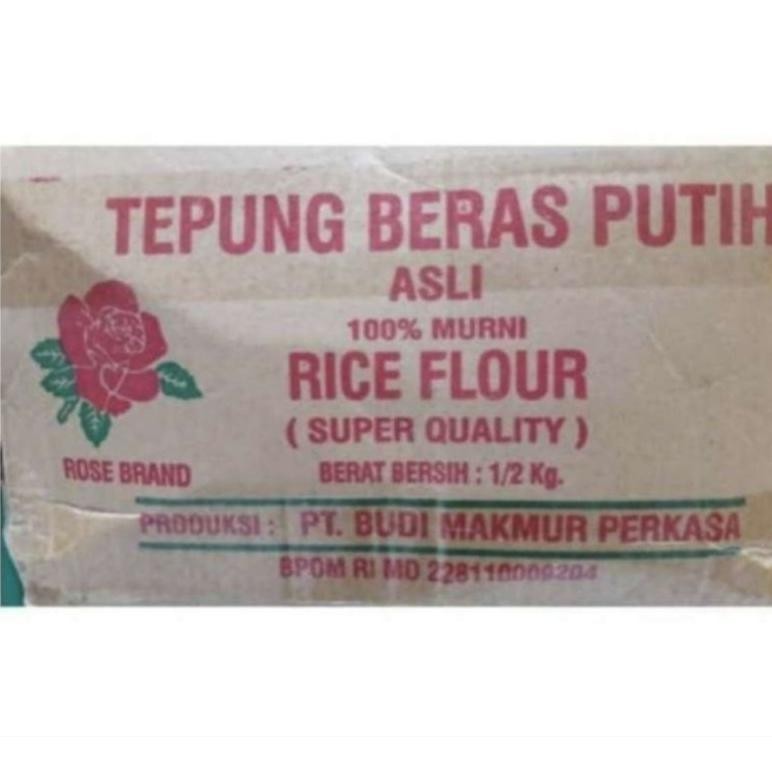 TEPUNG BERAS PUTIH
ASLI
100% MURNI
RICE FLOUR
( SUPER QUALITY )
ROSE BRAND
BERAT BERSIH : 1/2 Kg.
PRODUKSI : PT. BUDI MAKMUR PERKASA
BPOM RI MD 228110009204